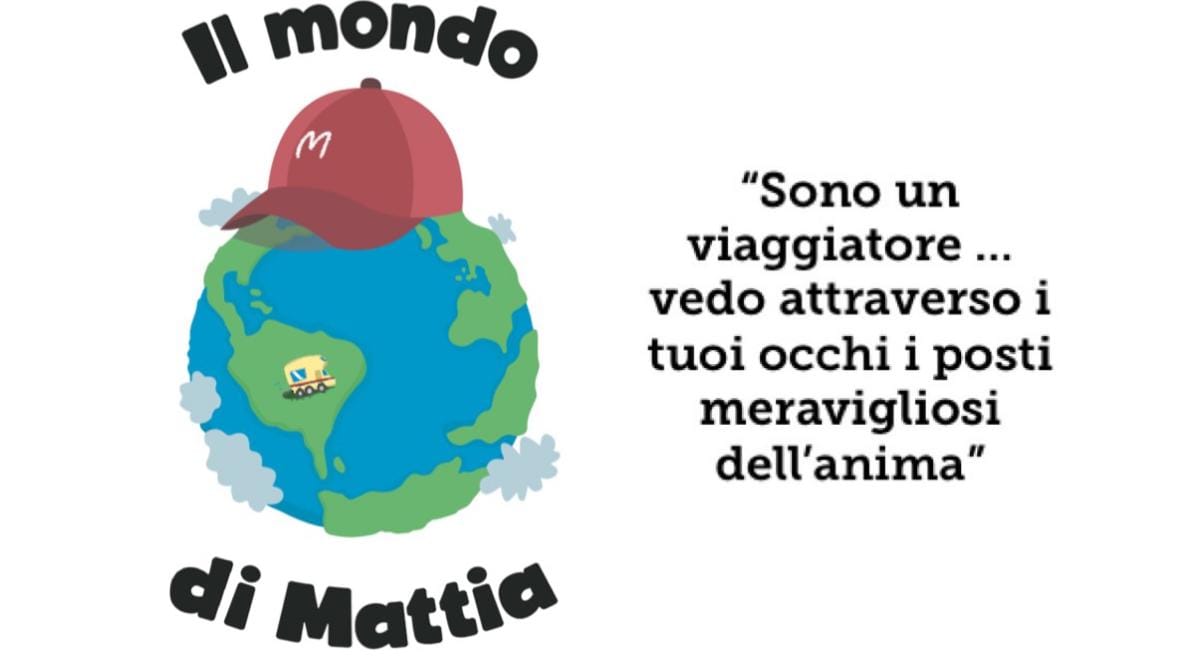 Il mondo
M
di Mattia
“Sono un
viaggiatore ...
vedo attraverso i
tuoi occhi i posti
meravigliosi
dell’anima”